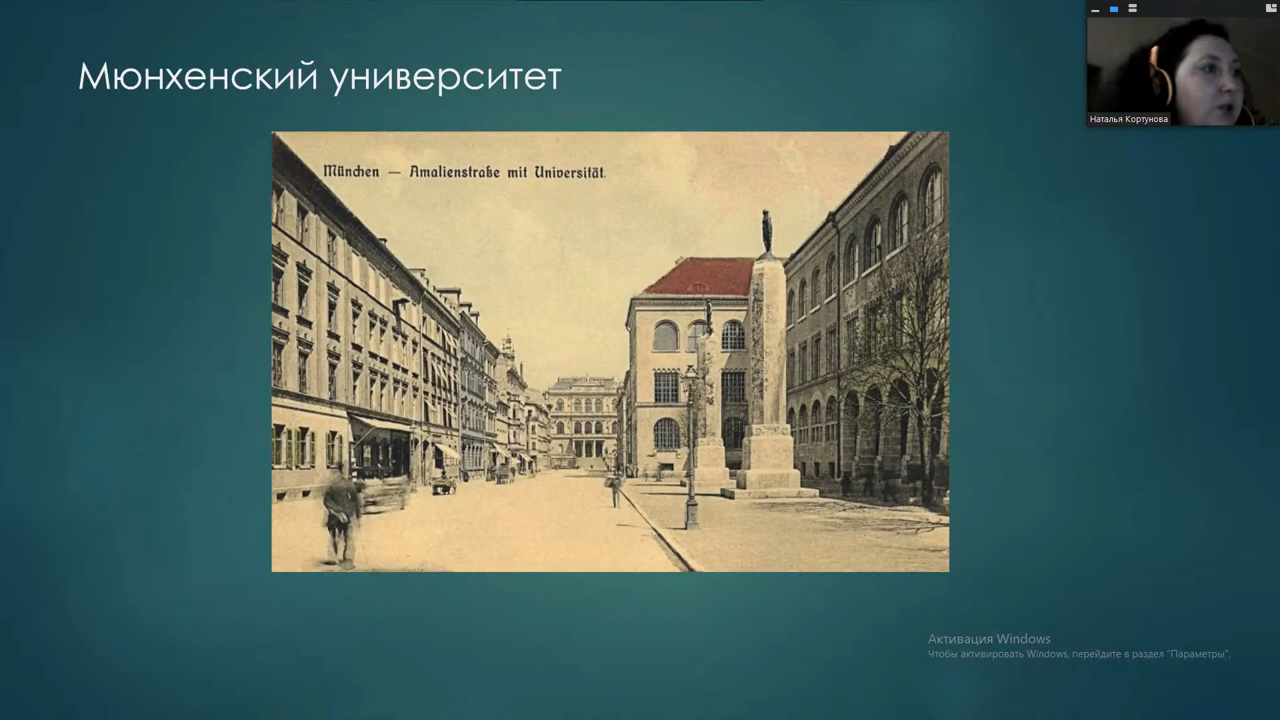 Мюнхенский университет
München — Amalienstraße mit Universität.
Наталья Кортунова
Активация Windows
Чтобы активировать Windows, перейдите в раздел "Параметры".